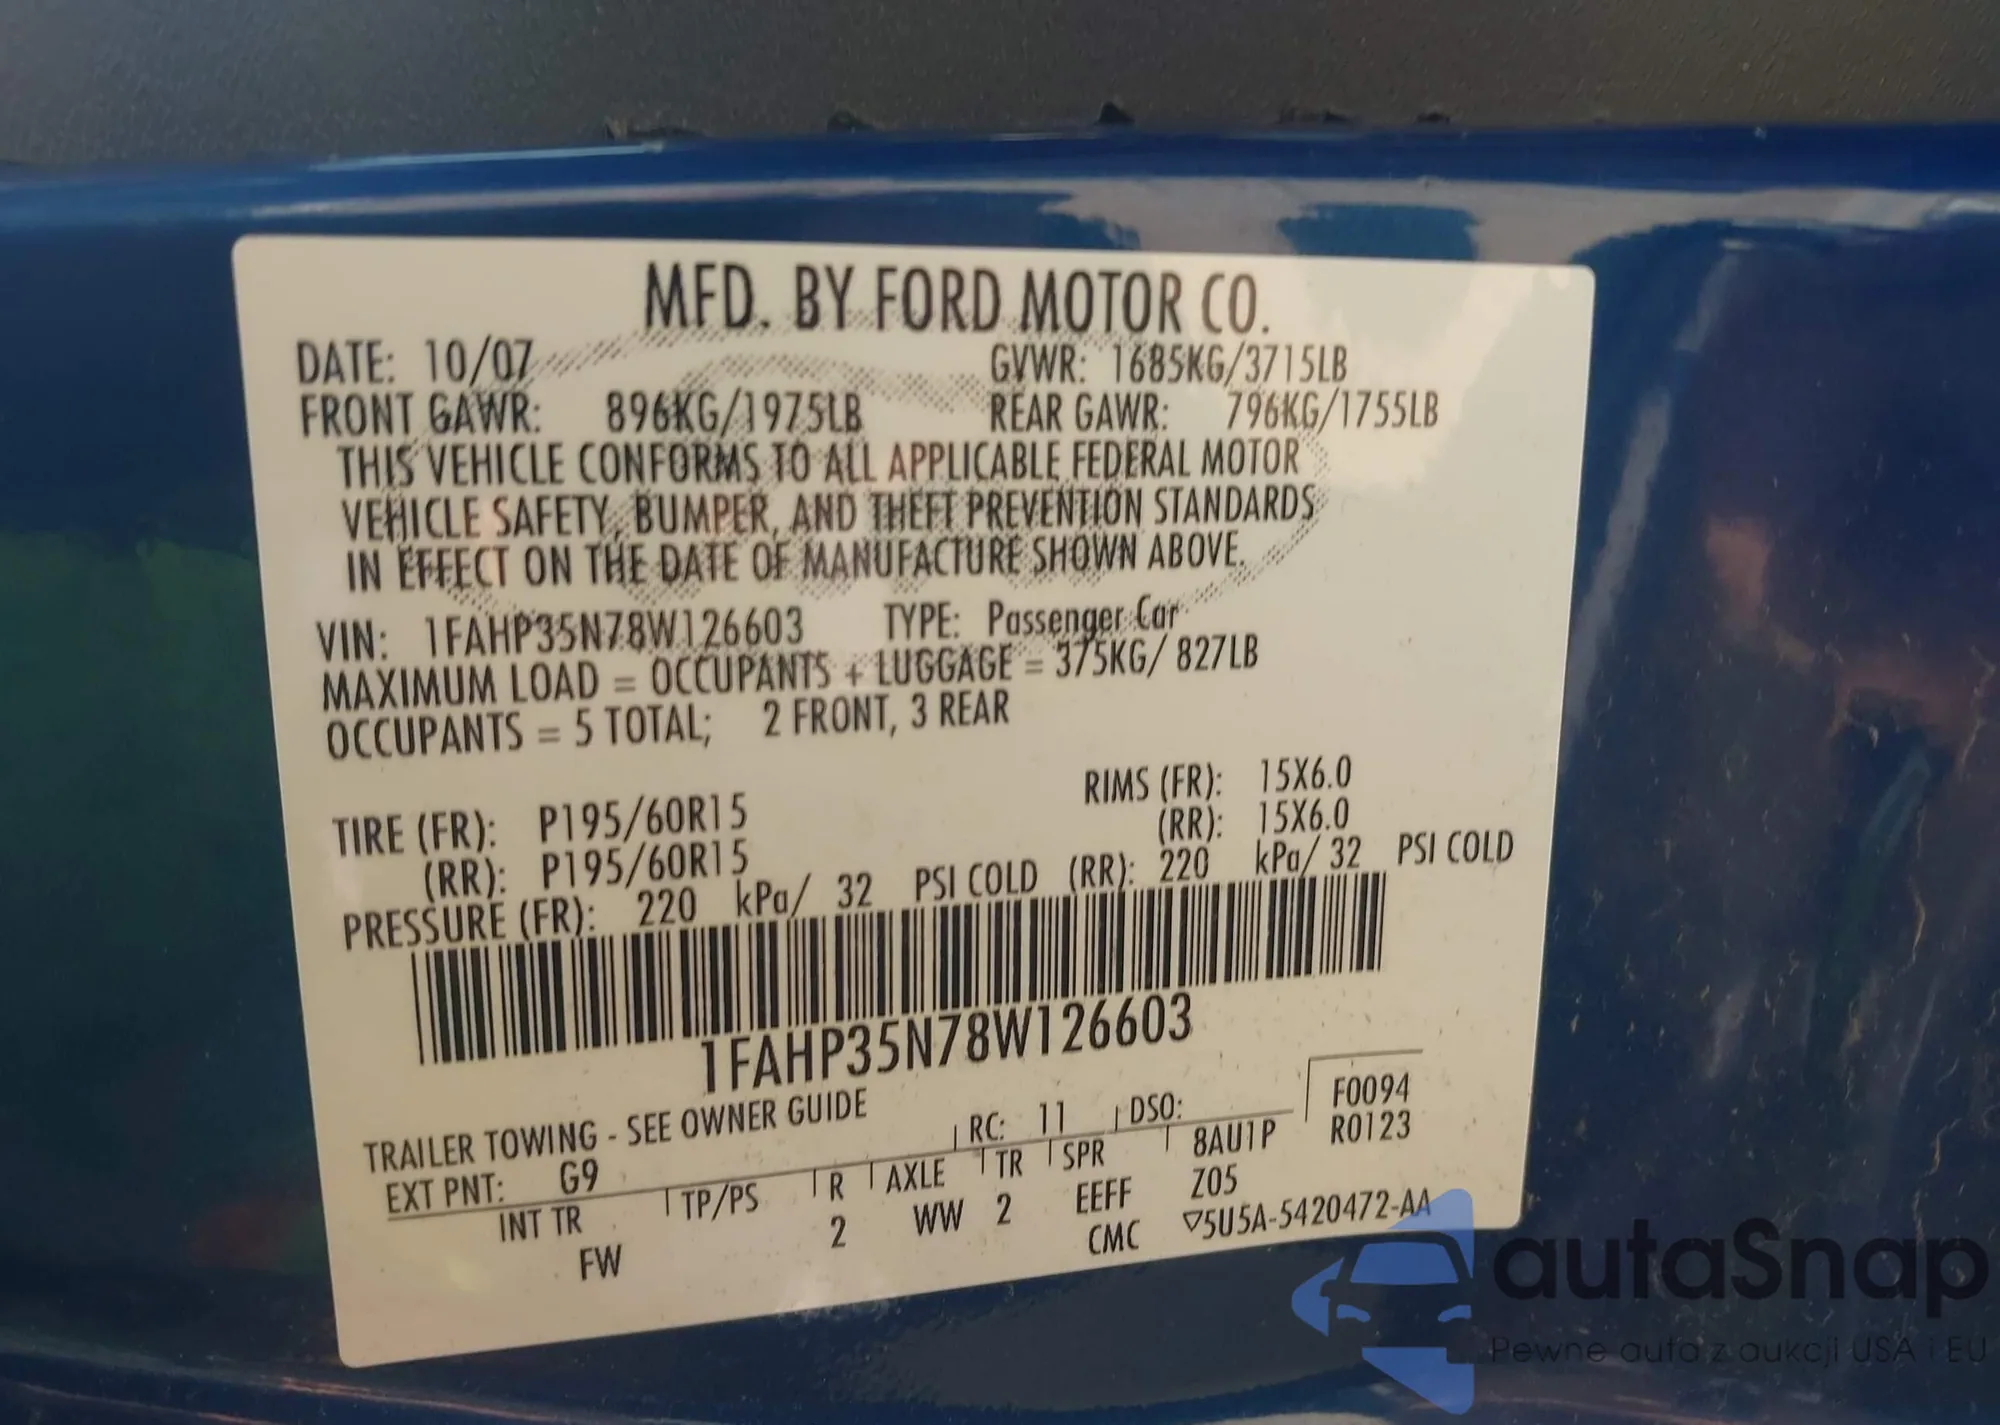 MFD. BY FORD MOTOR CO.
DATE: 10/07 GVWR: 1685KG/3715LB
FRONT GAWR: 896KG/1975LB REAR GAWR: 796KG/1755LB
THIS VEHICLE CONFORMS TO ALL APPLICABLE FEDERAL MOTOR
VEHICLE SAFETY, BUMPER, AND THEFT PREVENTION STANDARDS
IN EFFECT ON THE DATE OF MANUFACTURE SHOWN ABOVE.
VIN: 1FAHP35N78W126603 TYPE: Passenger Car
MAXIMUM LOAD = OCCUPANTS + LUGGAGE = 375KG/ 827LB
OCCUPANTS = 5 TOTAL; 2 FRONT, 3 REAR
TIRE (FR): P195/60R15 RIMS (FR): 15X6.0
(RR): P195/60R15 (RR): 15X6.0
PRESSURE (FR): 220 kPa/ 32 PSI COLD (RR): 220 kPa/ 32 PSI COLD
1FAHP35N78W126603
TRAILER TOWING - SEE OWNER GUIDE
EXT PNT: G9 RC: 11 DSO: F0094
INT TR TP/PS R AXLE TR SPR 8AU1P R0123
FW 2 WW 2 EEFF Z05
CMC ▽5U5A-5420472-AA
autaSnap
Pewne auta z aukcji USA i EU